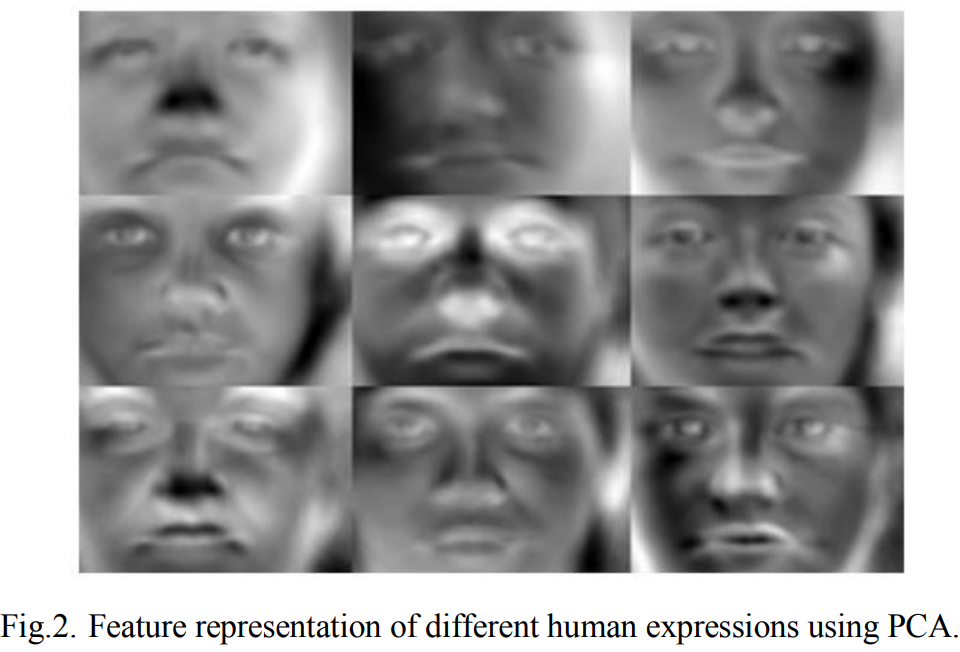 Fig.2. Feature representation of different human expressions using PCA.